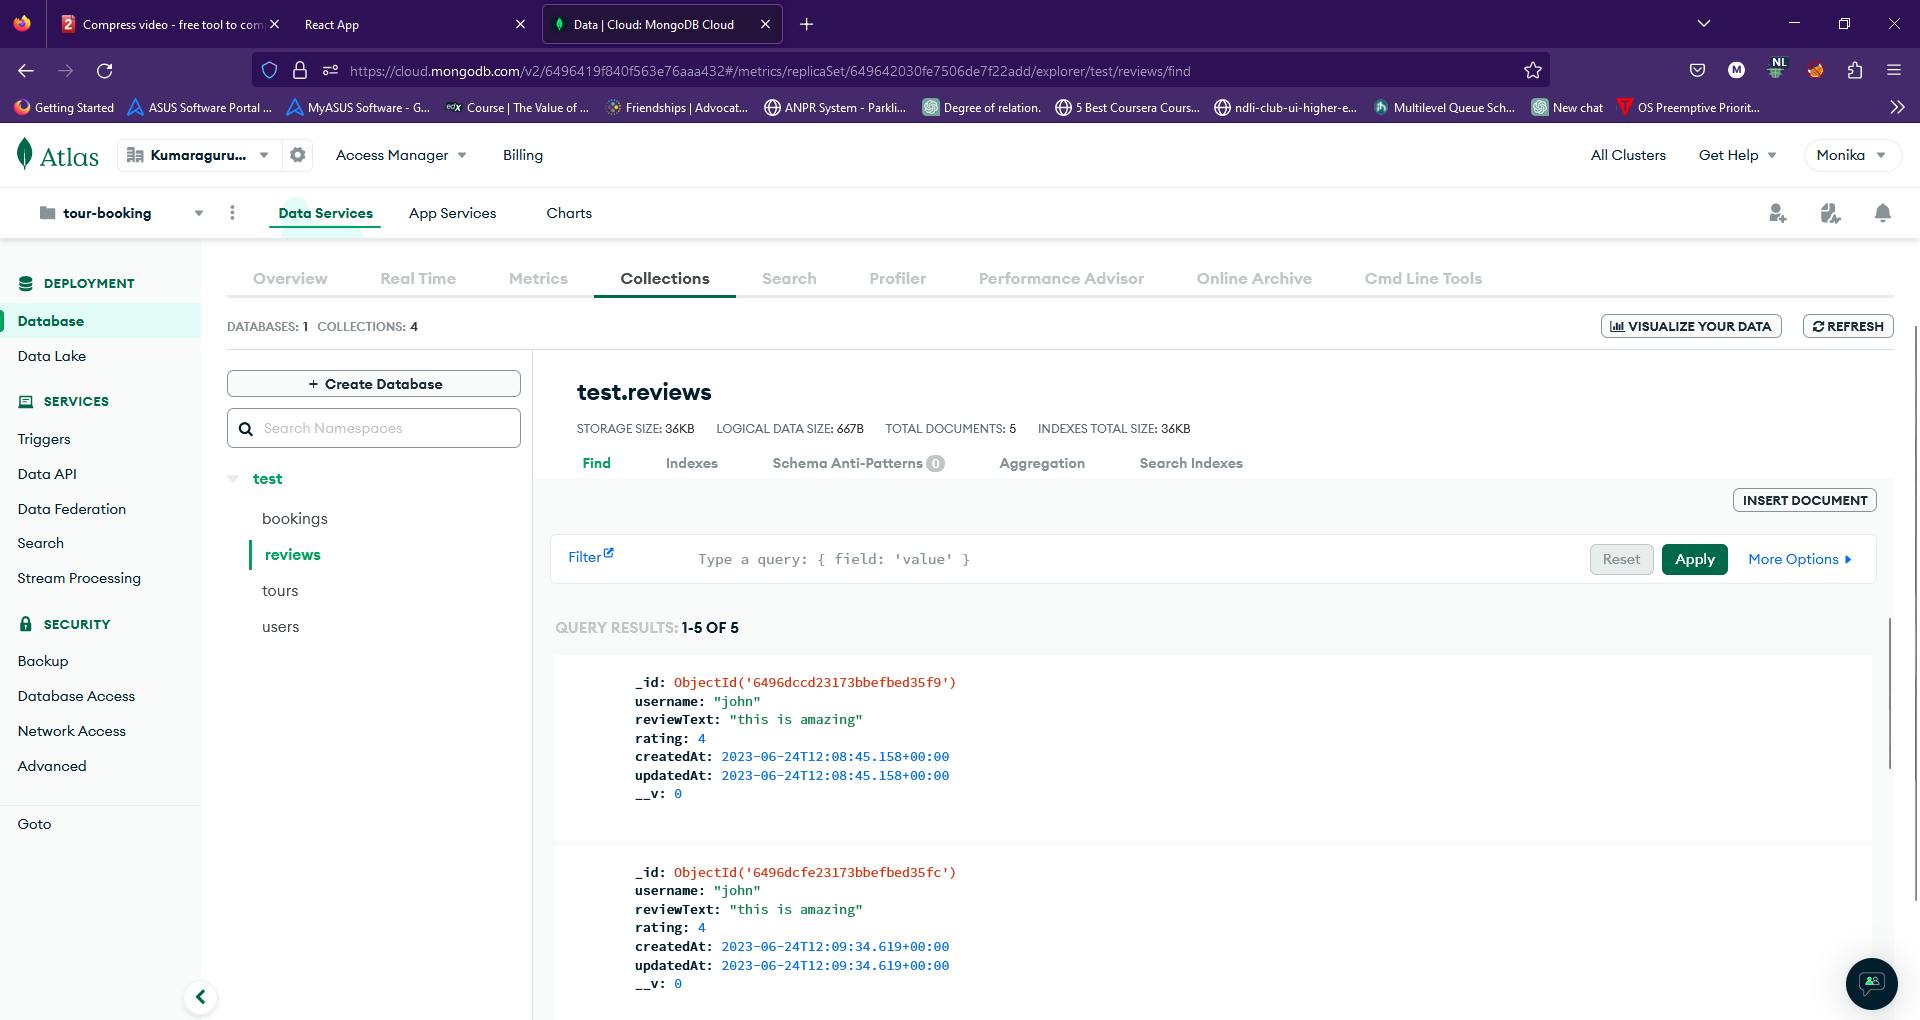 Compress video - free tool to com
React App
Data | Cloud: MongoDB Cloud
https://cloud.mongodb.com/v2/6496419f840f563e76aaa432#/metrics/replicaSet/649642030fe7506de7f22add/explorer/test/reviews/find
M
NL
Getting Started
ASUS Software Portal ...
MyASUS Software - G...
edX Course | The Value of ...
Friendships | Advocat...
ANPR System - Parkli...
Degree of relation.
5 Best Coursera Cours...
ndli-club-ui-higher-e...
Multilevel Queue Sch...
New chat
OS Preemptive Priorit...
Atlas
Kumaraguru...
Access Manager
Billing
All Clusters
Get Help
Monika
tour-booking
Data Services
App Services
Charts
DEPLOYMENT
Database
Data Lake
SERVICES
Triggers
Data API
Data Federation
Search
Stream Processing
SECURITY
Backup
Database Access
Network Access
Advanced
Goto
Overview
Real Time
Metrics
Collections
Search
Profiler
Performance Advisor
Online Archive
Cmd Line Tools
DATABASES: 1 COLLECTIONS: 4
VISUALIZE YOUR DATA
REFRESH
+ Create Database
Search Namespaces
test
bookings
reviews
tours
users
test.reviews
STORAGE SIZE: 36KB LOGICAL DATA SIZE: 667B TOTAL DOCUMENTS: 5 INDEXES TOTAL SIZE: 36KB
Find
Indexes
Schema Anti-Patterns 0
Aggregation
Search Indexes
INSERT DOCUMENT
Filter
Type a query: { field: 'value' }
Reset
Apply
More Options
QUERY RESULTS: 1-5 OF 5
_id: ObjectId('6496dccd23173bbefbed35f9')
username: "john"
reviewText: "this is amazing"
rating: 4
createdAt: 2023-06-24T12:08:45.158+00:00
updatedAt: 2023-06-24T12:08:45.158+00:00
__v: 0
_id: ObjectId('6496dcfe23173bbefbed35fc')
username: "john"
reviewText: "this is amazing"
rating: 4
createdAt: 2023-06-24T12:09:34.619+00:00
updatedAt: 2023-06-24T12:09:34.619+00:00
__v: 0